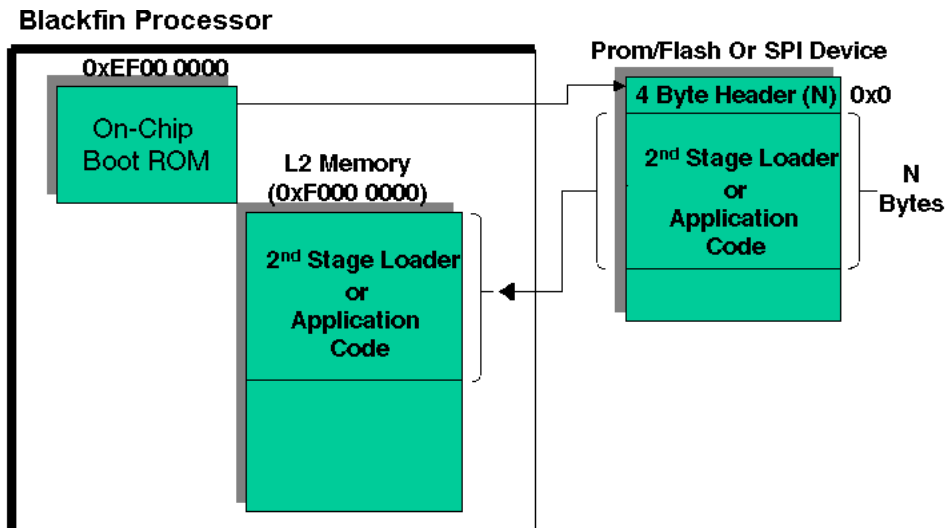 Blackfin Processor
0xEF00 0000
On-Chip
Boot ROM
L2 Memory
(0xF000 0000)
2nd Stage Loader
or
Application
Code
Prom/Flash Or SPI Device
4 Byte Header (N) 0x0
2nd Stage Loader
or
Application
Code
N
Bytes